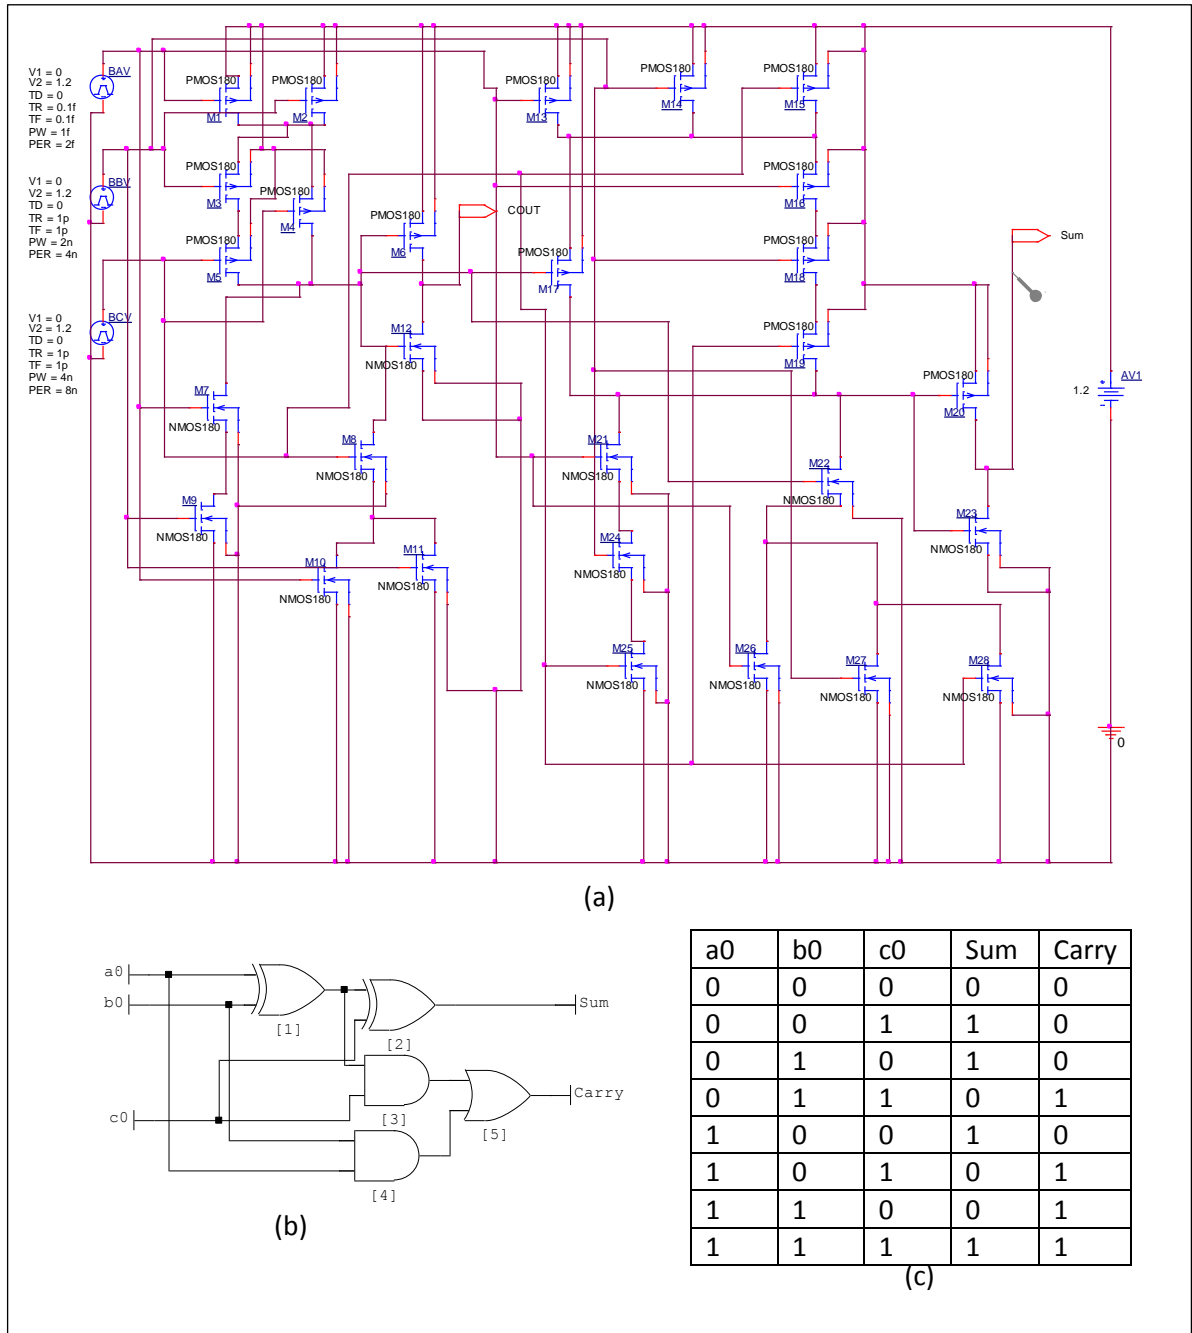 BAV
V1 = 0
V2 = 1.2
TD = 0
TR = 0.1f
TF = 0.1f
PW = 1f
PER = 2f
BBV
V1 = 0
V2 = 1.2
TD = 0
TR = 1p
TF = 1p
PW = 2n
PER = 4n
BCV
V1 = 0
V2 = 1.2
TD = 0
TR = 1p
TF = 1p
PW = 4n
PER = 8n
PMOS180
M1
PMOS180
M2
PMOS180
M13
PMOS180
M14
PMOS180
M15
PMOS180
M3
PMOS180
M4
PMOS180
M6
COUT
PMOS180
M16
PMOS180
M5
PMOS180
M17
PMOS180
M18
Sum
M12
NMOS180
PMOS180
M19
PMOS180
M20
1.2
AV1
M7
NMOS180
M8
NMOS180
M21
NMOS180
M22
NMOS180
M9
NMOS180
M23
NMOS180
M10
NMOS180
M11
NMOS180
M24
NMOS180
M25
NMOS180
M26
NMOS180
M27
NMOS180
M28
NMOS180
0
(a)
a0
b0
c0
[1]
[2]
[3]
[4]
[5]
Sum
Carry
(b)
a0 b0 c0 Sum Carry
0 0 0 0 0
0 0 1 1 0
0 1 0 1 0
0 1 1 0 1
1 0 0 1 0
1 0 1 0 1
1 1 0 0 1
1 1 1 1 1
(c)